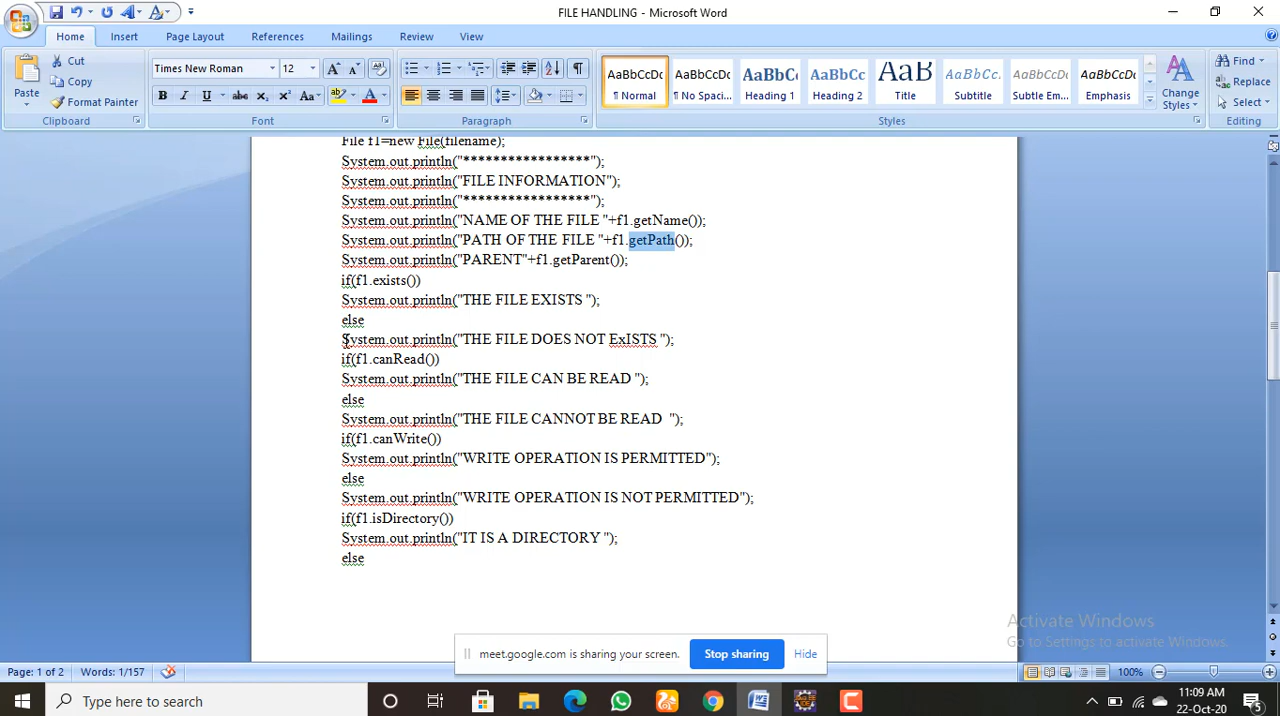 FILE HANDLING - Microsoft Word
Home Insert Page Layout References Mailings Review View
Paste
Cut
Copy
Format Painter
Clipboard
Times New Roman 12
Font
Paragraph
AaBbCcDc AaBbCcDc AaBbCc AaBbCc AaB AaBbCc. AaBbCcDc AaBbCcDc
¶ Normal ¶ No Spaci... Heading 1 Heading 2 Title Subtitle Subtle Em... Emphasis
Styles
Change Styles
Find
Replace
Select
Editing
File f1=new File(filename);
System.out.println("*****************");
System.out.println("FILE INFORMATION");
System.out.println("*****************");
System.out.println("NAME OF THE FILE "+f1.getName());
System.out.println("PATH OF THE FILE "+f1.getPath());
System.out.println("PARENT"+f1.getParent());
if(f1.exists())
System.out.println("THE FILE EXISTS ");
else
System.out.println("THE FILE DOES NOT ExISTS ");
if(f1.canRead())
System.out.println("THE FILE CAN BE READ ");
else
System.out.println("THE FILE CANNOT BE READ  ");
if(f1.canWrite())
System.out.println("WRITE OPERATION IS PERMITTED");
else
System.out.println("WRITE OPERATION IS NOT PERMITTED");
if(f1.isDirectory())
System.out.println("IT IS A DIRECTORY ");
else
Activate Windows
Go to Settings to activate Windows.
meet.google.com is sharing your screen. Stop sharing Hide
Page: 1 of 2 Words: 1/157 100%
Type here to search
11:09 AM
22-Oct-20
5